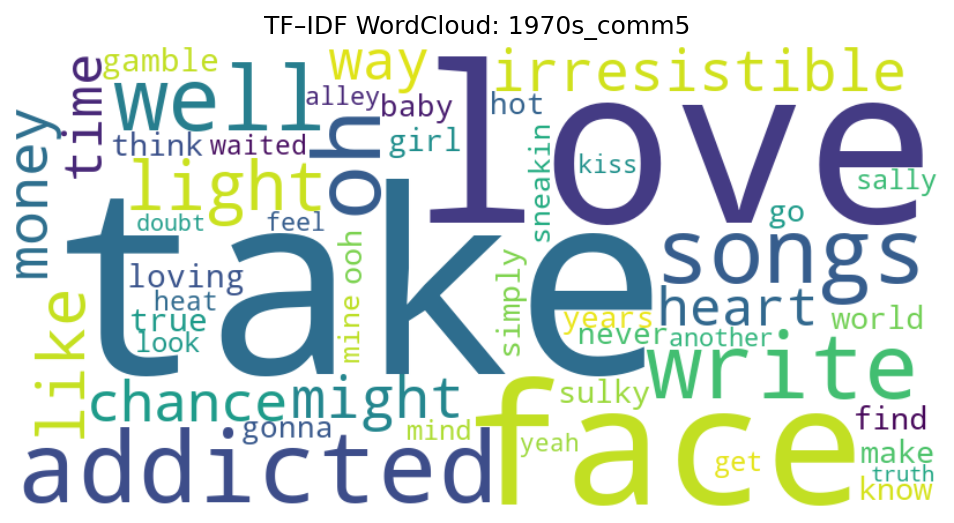 TF–IDF WordCloud: 1970s_comm5
gamble way irresistible
time well alley baby hot love
money think waited oh girl sneakin kiss sally
light
doubt feel take go songs
like loving heat ooh mine simply heart
true look years never another world
chance might write
gonna mind sulky find
addicted yeah face get make
truth
know